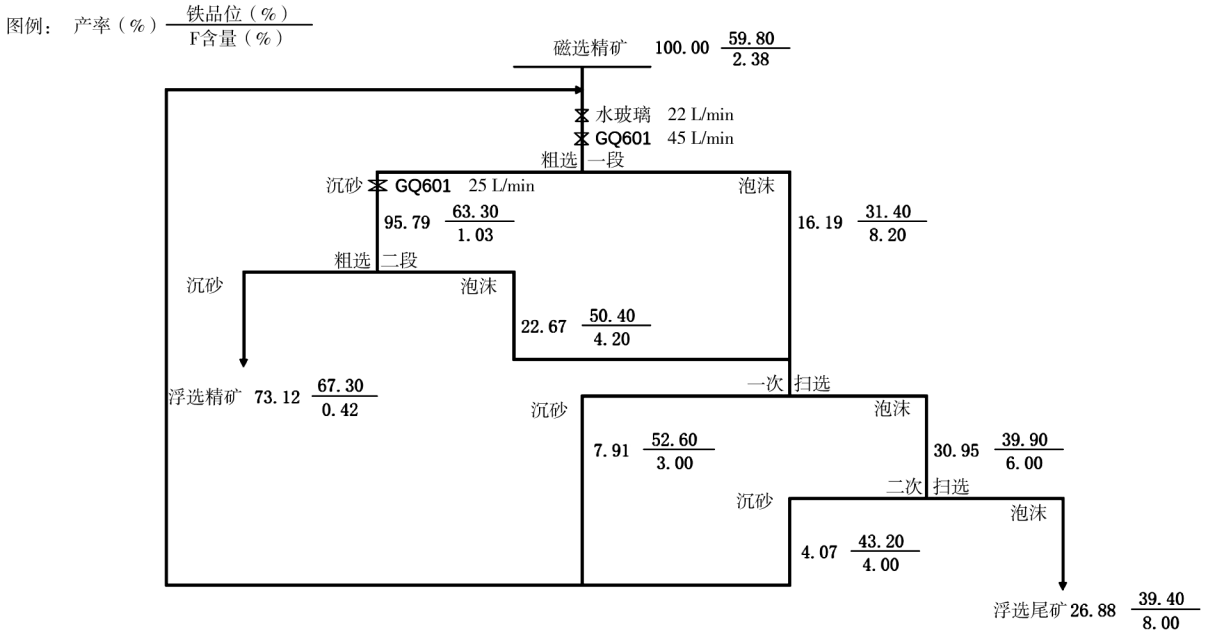 图例： 产率（%） 铁品位（%）
F含量（%）
磁选精矿 100.00 59.80
2.38
水玻璃 22 L/min
GQ601 45 L/min
粗选 一段
沉砂 GQ601 25 L/min 泡沫
95.79 63.30
1.03
16.19 31.40
8.20
粗选 二段
沉砂 泡沫
22.67 50.40
4.20
浮选精矿 73.12 67.30
0.42
一次 扫选
沉砂 泡沫
7.91 52.60
3.00
30.95 39.90
6.00
二次 扫选
沉砂 泡沫
4.07 43.20
4.00
浮选尾矿 26.88 39.40
8.00